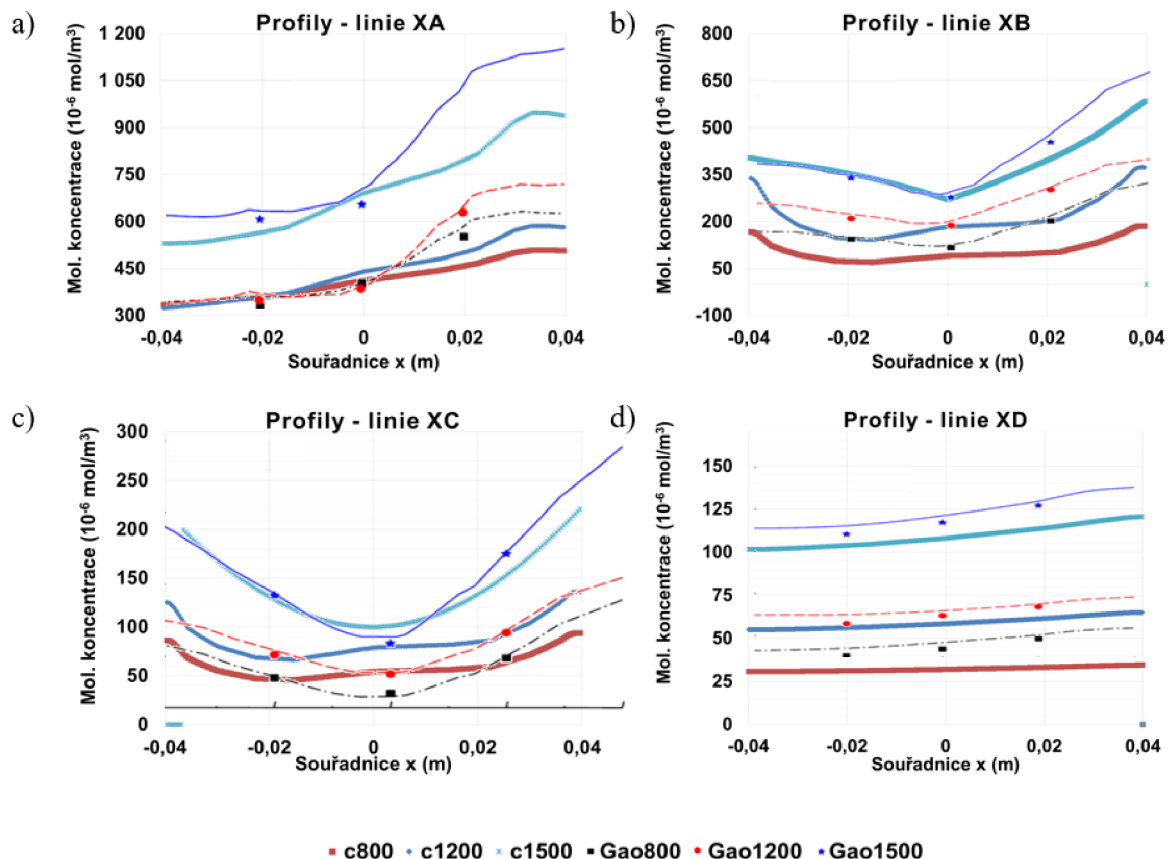 a)
Profily - linie XA
Mol. koncentrace (10⁻⁶ mol/m³)
1 200
1 050
900
750
600
450
300
-0,04
-0,02
0
0,02
0,04
Souřadnice x (m)
b)
Profily - linie XB
Mol. koncentrace (10⁻⁶ mol/m³)
800
650
500
350
200
50
-100
-0,04
-0,02
0
0,02
0,04
Souřadnice x (m)
c)
Profily - linie XC
Mol. koncentrace (10⁻⁶ mol/m³)
300
250
200
150
100
50
0
-0,04
-0,02
0
0,02
0,04
Souřadnice x (m)
d)
Profily - linie XD
Mol. koncentrace (10⁻⁶ mol/m³)
150
125
100
75
50
25
0
-0,04
-0,02
0
0,02
0,04
Souřadnice x (m)
c800 c1200 c1500 Gao800 Gao1200 Gao1500